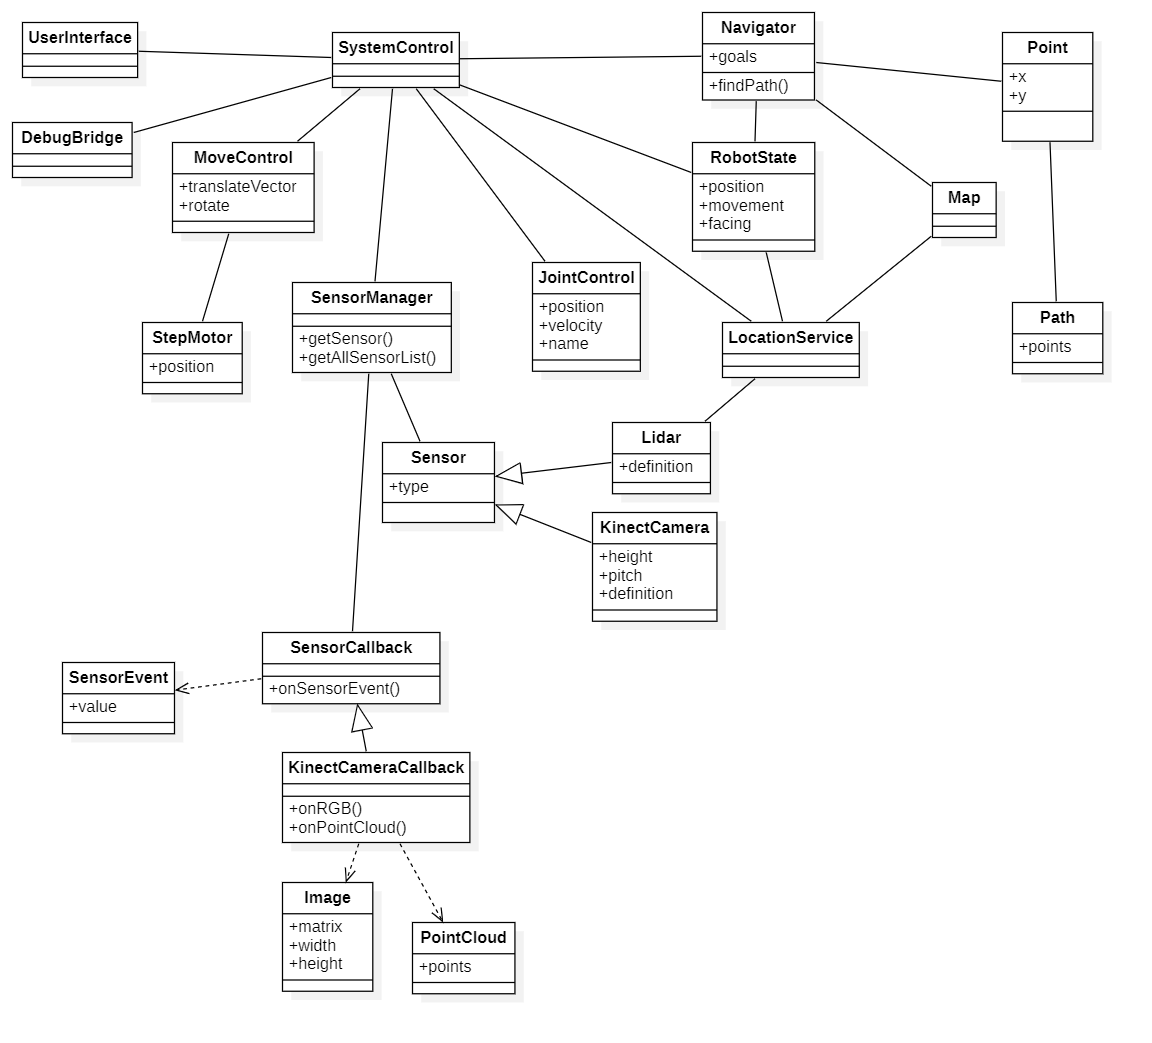 UserInterface
SystemControl
Navigator
+goals
+findPath()
Point
+x
+y
DebugBridge
MoveControl
+translateVector
+rotate
RobotState
+position
+movement
+facing
Map
SensorManager
+getSensor()
+getAllSensorList()
JointControl
+position
+velocity
+name
StepMotor
+position
LocationService
Path
+points
Sensor
+type
Lidar
+definition
KinectCamera
+height
+pitch
+definition
SensorCallback
+onSensorEvent()
SensorEvent
+value
KinectCameraCallback
+onRGB()
+onPointCloud()
Image
+matrix
+width
+height
PointCloud
+points